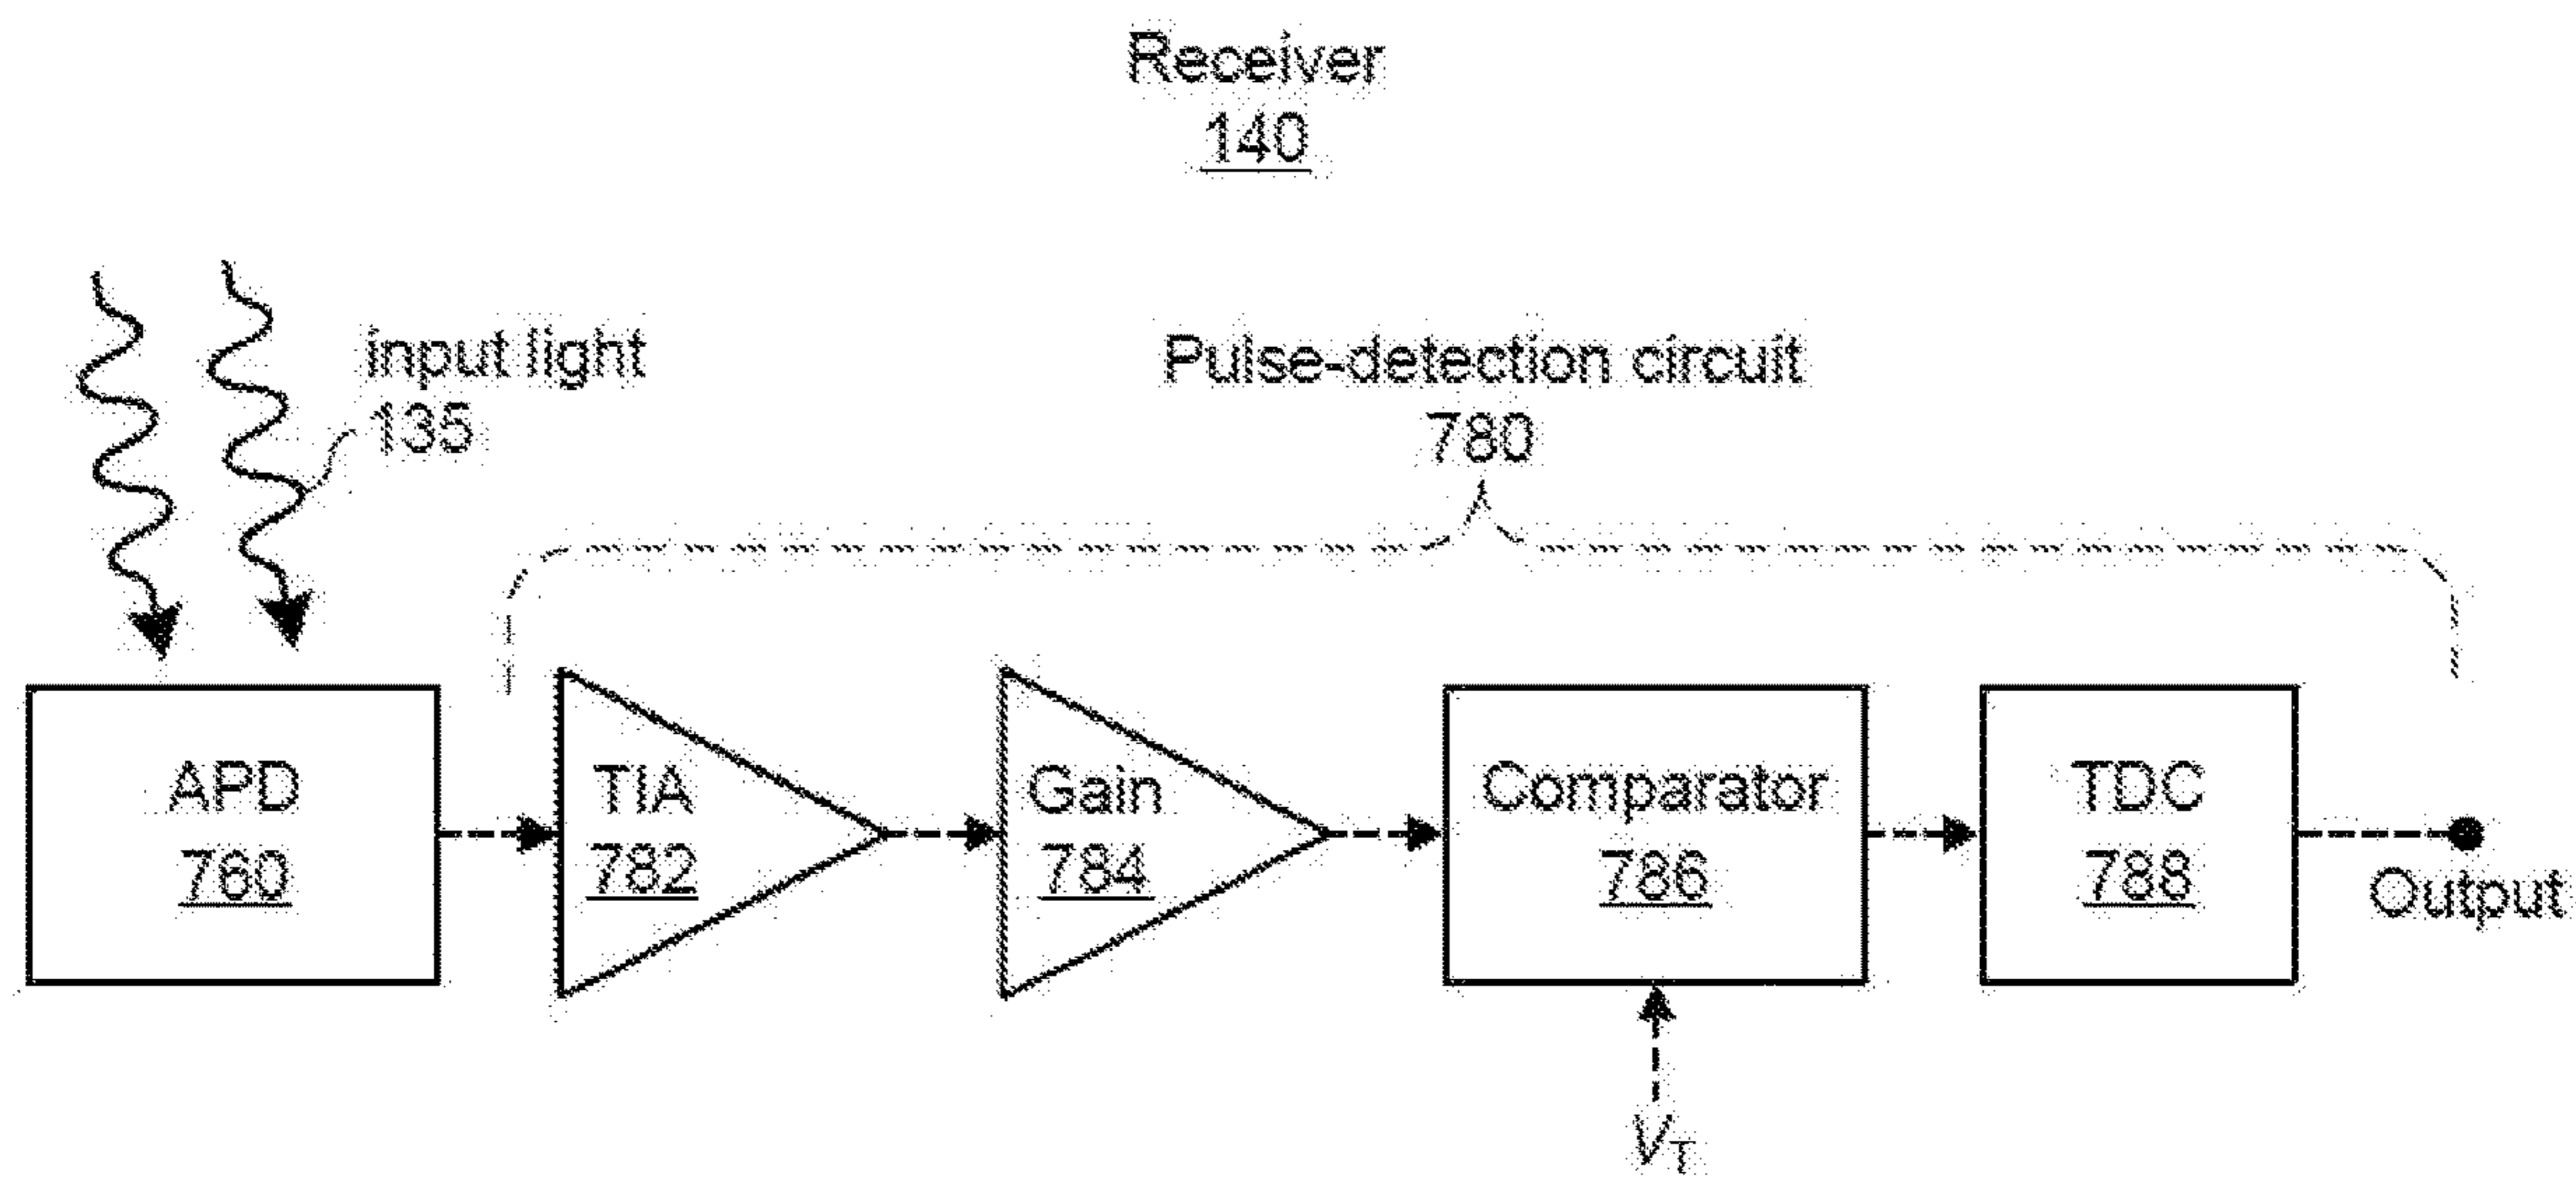 Receiver
140
input light
135
Pulse-detection circuit
780
APD
760
TIA
782
Gain
784
Comparator
786
TDC
788
Output
VT